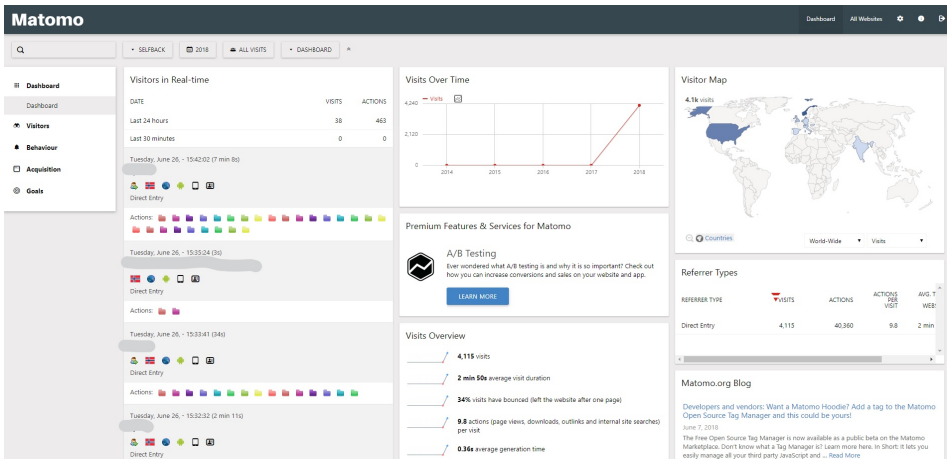 Matomo
Dashboard
All Websites
SELFBACK
2018
ALL VISITS
DASHBOARD
Dashboard
Dashboard
Visitors
Behaviour
Acquisition
Goals
Visitors in Real-time
DATE VISITS ACTIONS
Last 24 hours 38 463
Last 30 minutes 0 0
Tuesday, June 26, - 15:42:02 (7 min 8s)
Direct Entry
Actions:
Tuesday, June 26, - 15:35:24 (3s)
Direct Entry
Actions:
Tuesday, June 26, - 15:33:41 (34s)
Direct Entry
Actions:
Tuesday, June 26, - 15:32:32 (2 min 11s)
Direct Entry
Visits Over Time
Visits
4,240
2,120
0
2014 2015 2016 2017 2018
Premium Features & Services for Matomo
A/B Testing
Ever wondered what A/B testing is and why it is so important? Check out
how you can increase conversions and sales on your website and app.
LEARN MORE
Visits Overview
4,115 visits
2 min 50s average visit duration
34% visits have bounced (left the website after one page)
9.8 actions (page views, downloads, outlinks and internal site searches)
per visit
0.36s average generation time
Visitor Map
4.1k visits
Countries
World-Wide
Visits
Referrer Types
REFERRER TYPE VISITS ACTIONS ACTIONS PER VISIT AVG. T WEB
Direct Entry 4,115 40,360 9.8 2 min
Matomo.org Blog
Developers and vendors: Want a Matomo Hoodie? Add a tag to the Matomo
Open Source Tag Manager and this could be yours!
June 7, 2018
The Free Open Source Tag Manager is now available as a public beta on the Matomo
Marketplace. Don't know what a Tag Manager is? Learn more here. In Short: It lets you
easily manage all your third party JavaScript and ... Read More